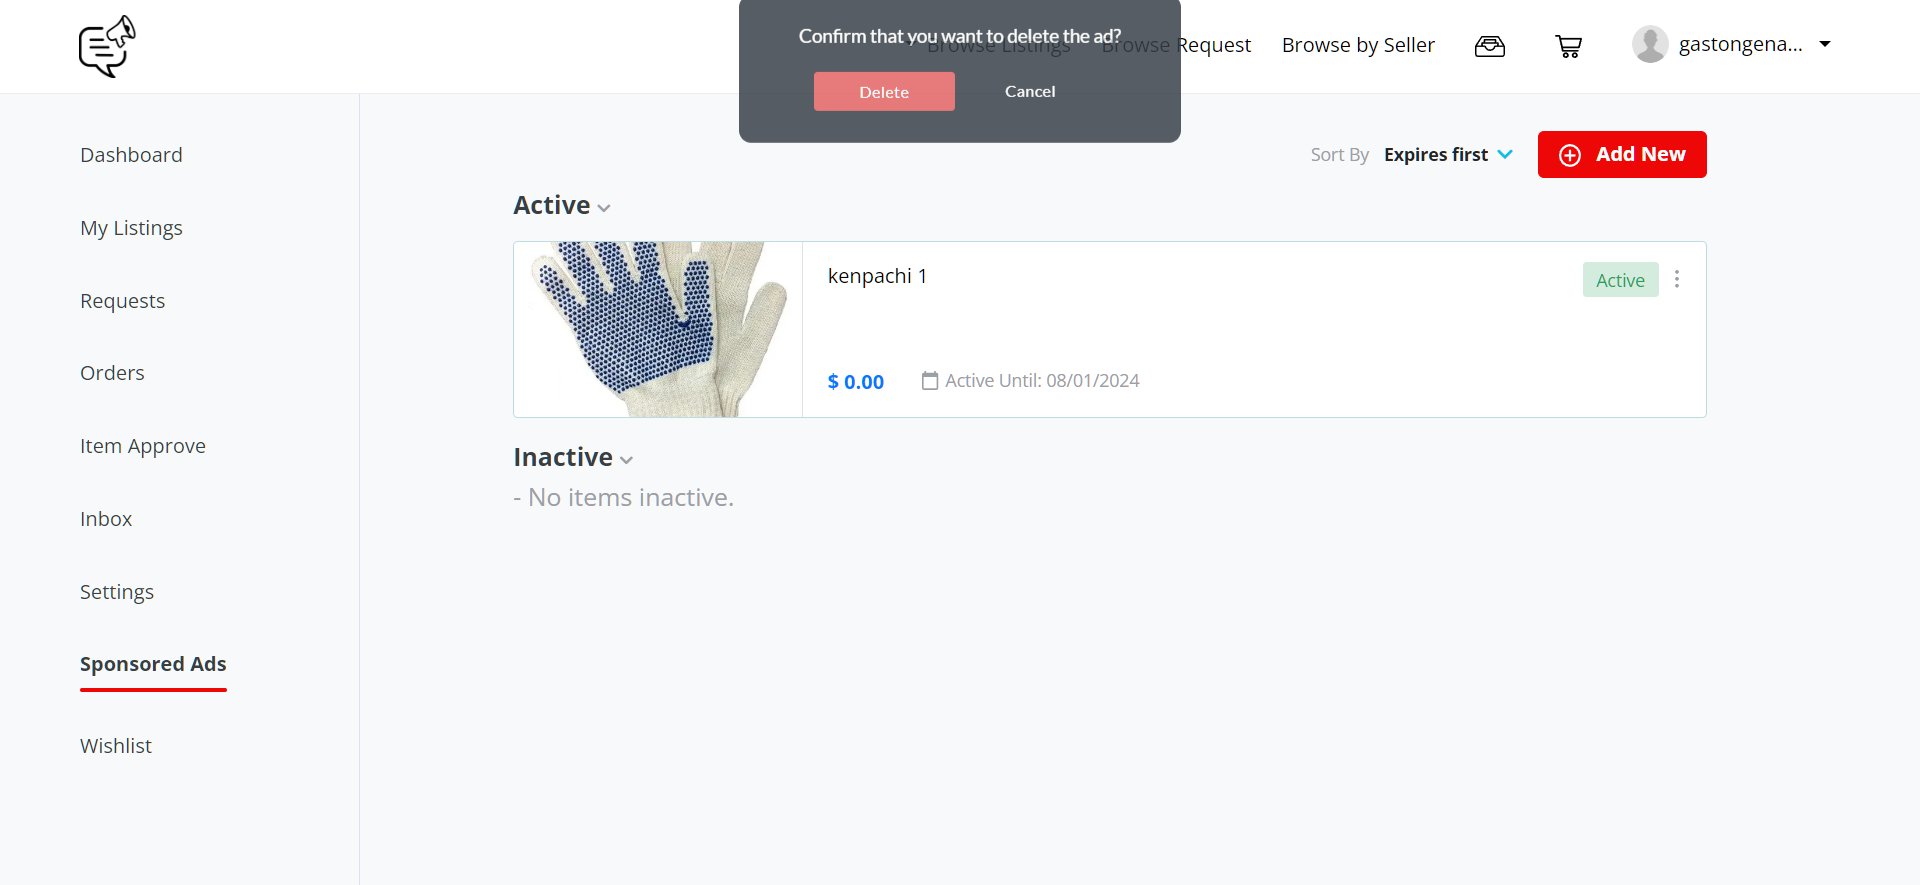 Confirm that you want to delete the ad?
Delete
Cancel
Browse Listings
Browse Request
Browse by Seller
gastongena...
Dashboard
My Listings
Requests
Orders
Item Approve
Inbox
Settings
Sponsored Ads
Wishlist
Sort By Expires first
Add New
Active
kenpachi 1
Active
$ 0.00
Active Until: 08/01/2024
Inactive
- No items inactive.